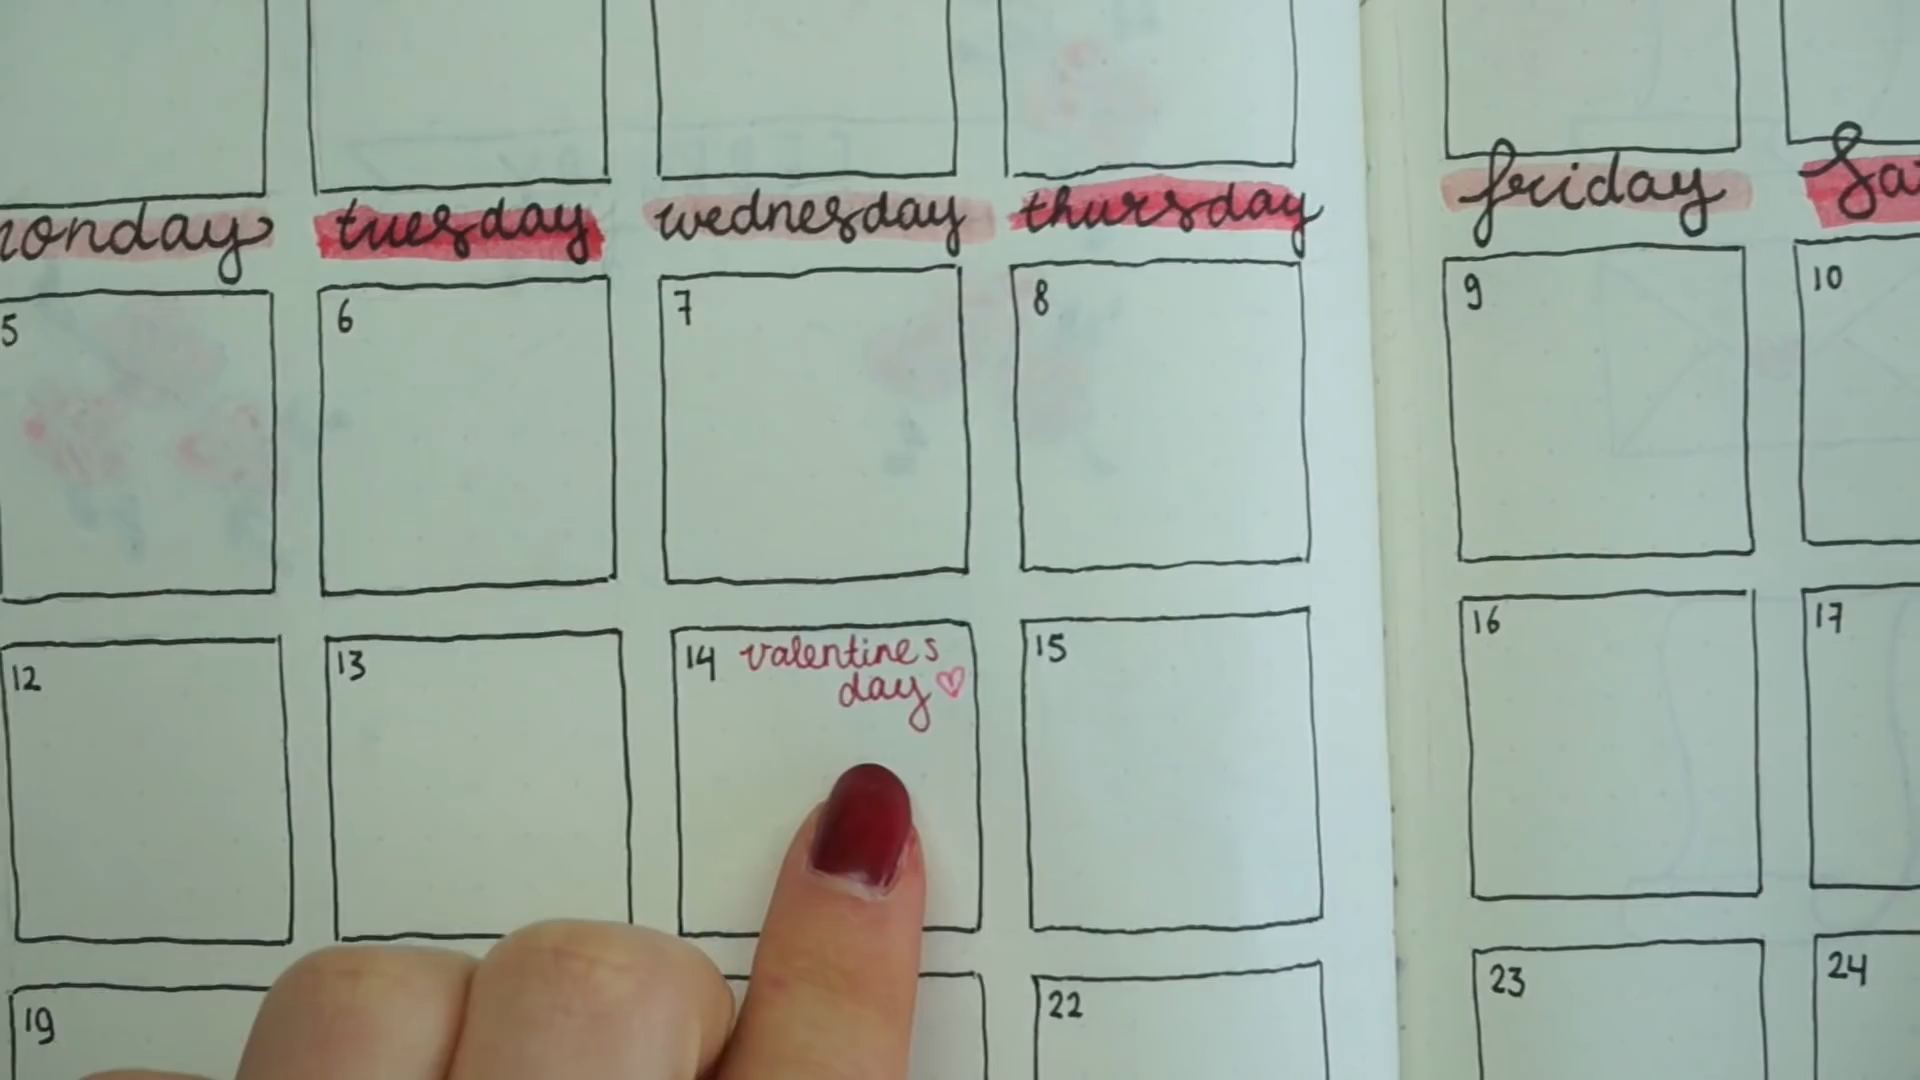 monday tuesday wednesday thursday friday
5 6 7 8 9 10
12 13 14 valentines 15 16 17
day
19 22 23 24